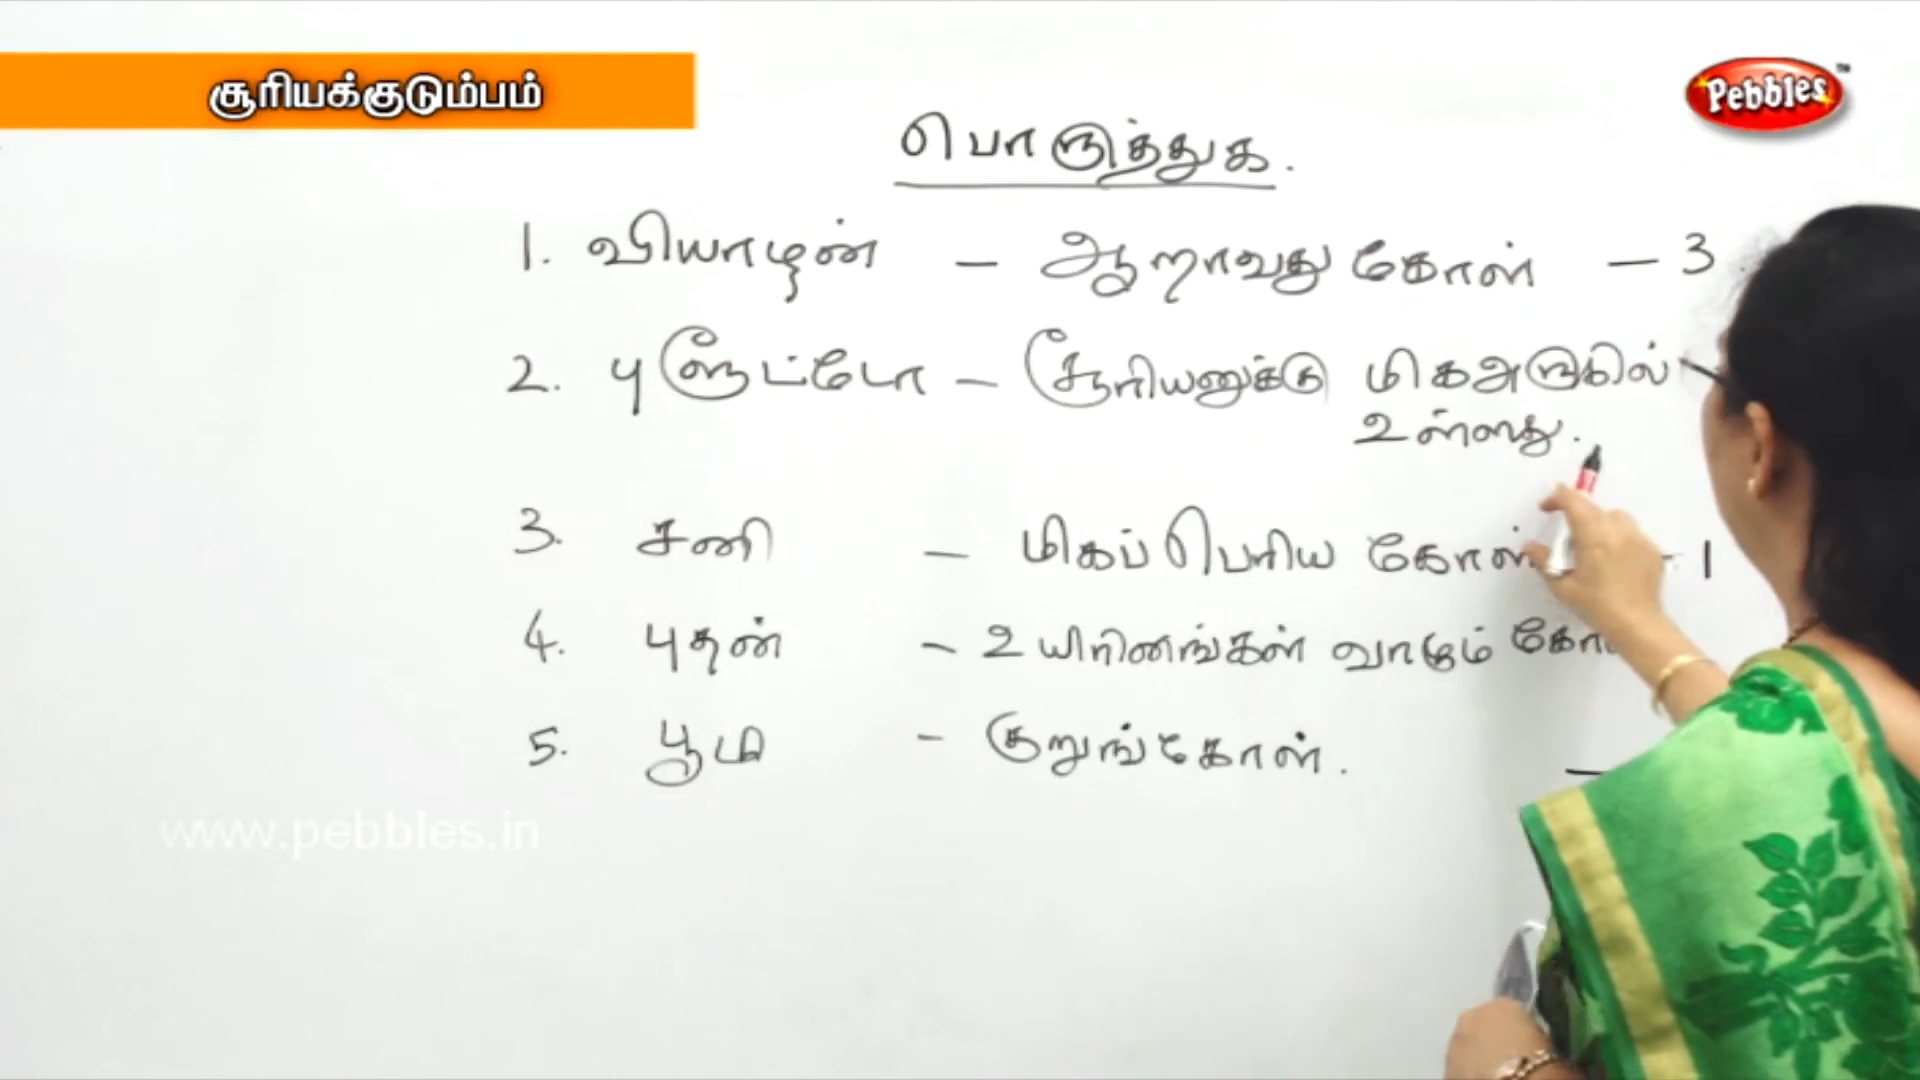 சூரியக்குடும்பம்
Pebbles TM
பொருத்துக.
1. வியாழன் – ஆறாவது கோள் – 3
2. புளூட்டோ – சூரியனுக்கு மிகஅருகில்
உள்ளது.
3. சனி – மிகப் பெரிய கோள் – 1
4. புதன் – உயிரினங்கள் வாழும்
5. பூமி – குறுங்கோள். –
www.pebbles.in